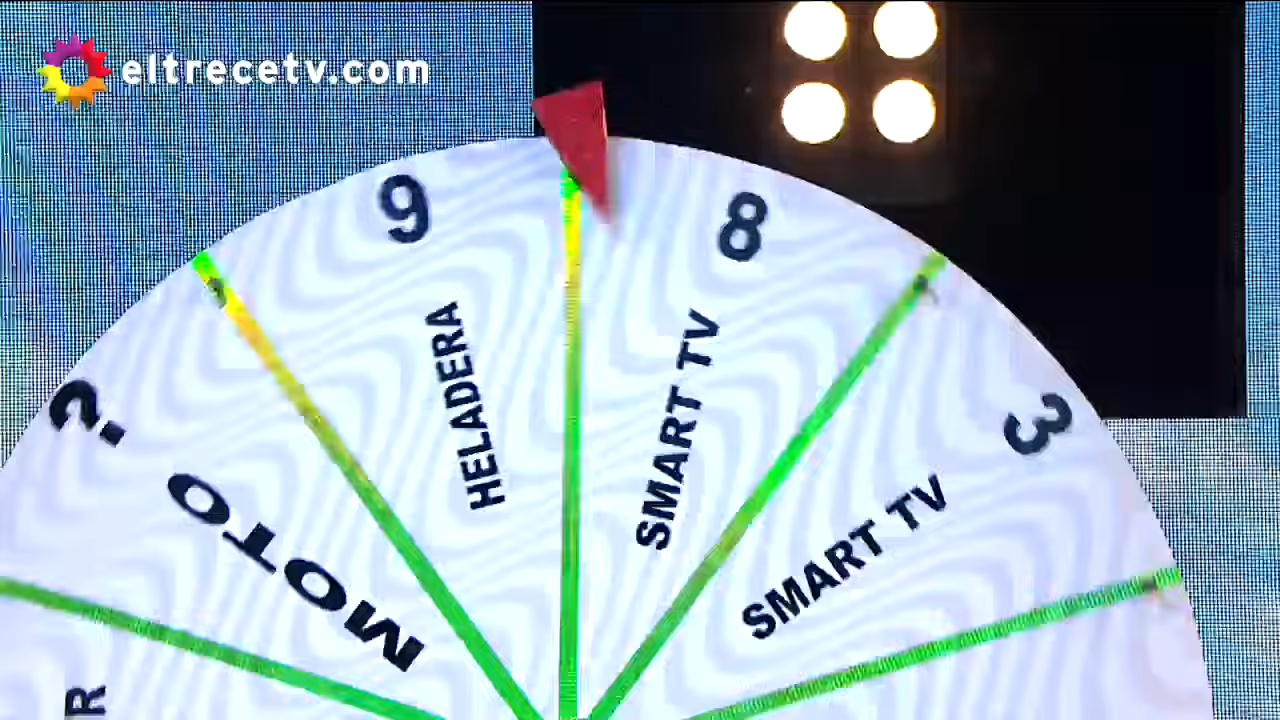 eltrecetv.com
?
MOTO
9
HELADERA
8
SMART TV
3
SMART TV
R